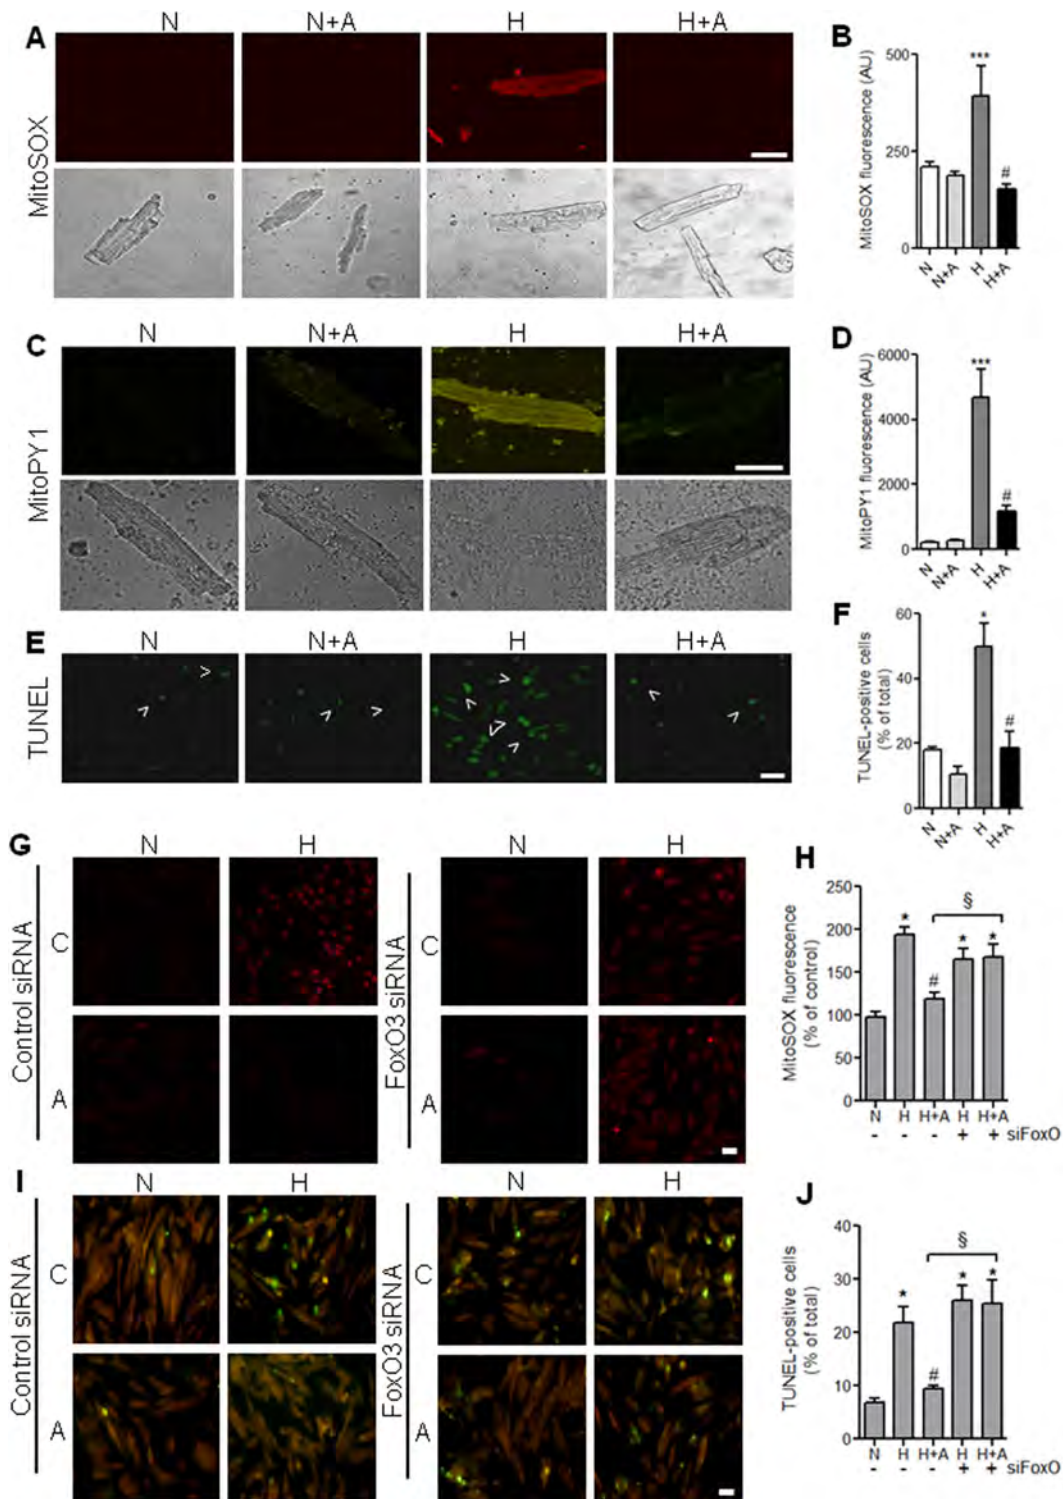 N N+A H H+A
A
MitoSOX
B
MitoSOX fluorescence (AU)
500
250
0
***
#
N N+A H H+A
N N+A H H+A
C
MitoPY1
D
MitoPY1 fluorescence (AU)
6000
4000
2000
0
***
#
N N+A H H+A
N N+A H H+A
E
TUNEL
F
TUNEL-positive cells
(% of total)
60
40
20
0
*
#
N N+A H H+A
G
N H N H
Control siRNA
C
A
FoxO3 siRNA
C
A
H
MitoSOX fluorescence
(% of control)
250
200
150
100
50
0
* # * *
§
N H H+A H H+A
- - - + + siFoxO
I
N H N H
Control siRNA
C
A
FoxO3 siRNA
C
A
J
TUNEL-positive cells
(% of total)
40
30
20
10
0
* # * *
§
N H H+A H H+A
- - - + + siFoxO